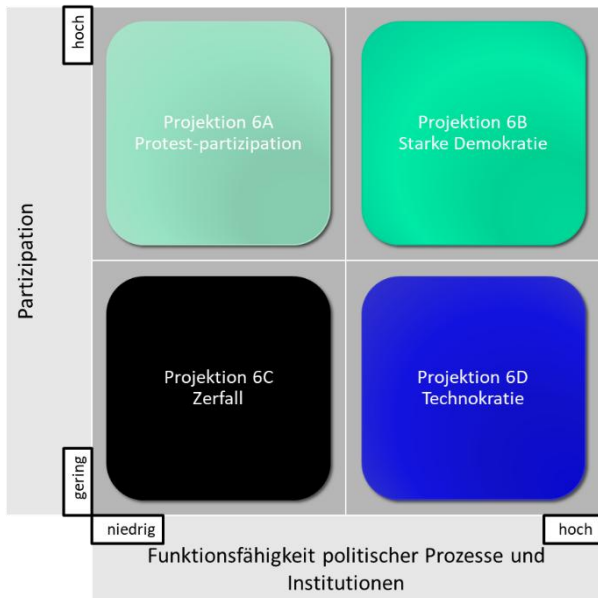 hoch
Projektion 6A
Protest-partizipation
Projektion 6B
Starke Demokratie
Partizipation
Projektion 6C
Zerfall
Projektion 6D
Technokratie
gering
niedrig
hoch
Funktionsfähigkeit politischer Prozesse und
Institutionen